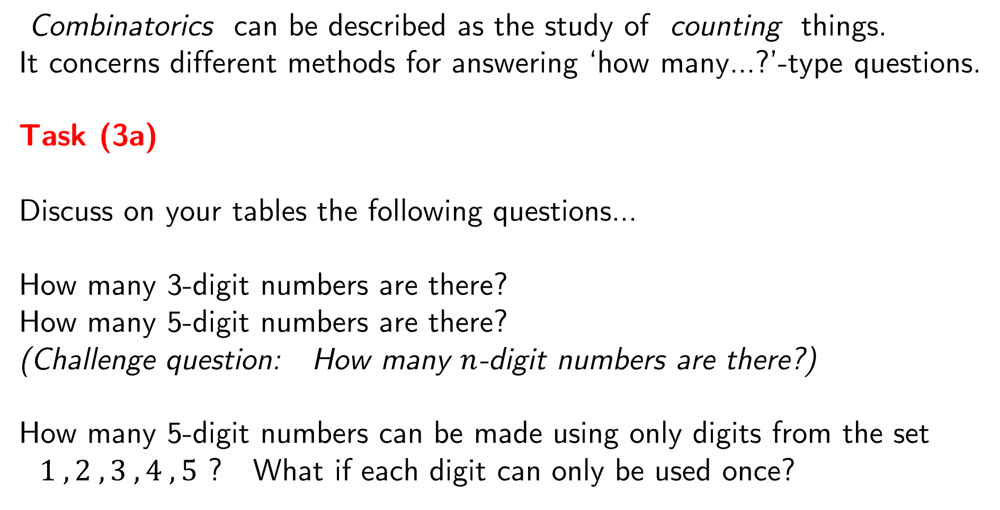 Combinatorics can be described as the study of counting things.
It concerns different methods for answering ‘how many...?’-type questions.
Task (3a)
Discuss on your tables the following questions...
How many 3-digit numbers are there?
How many 5-digit numbers are there?
(Challenge question: How many n-digit numbers are there?)
How many 5-digit numbers can be made using only digits from the set
1 , 2 , 3 , 4 , 5 ? What if each digit can only be used once?